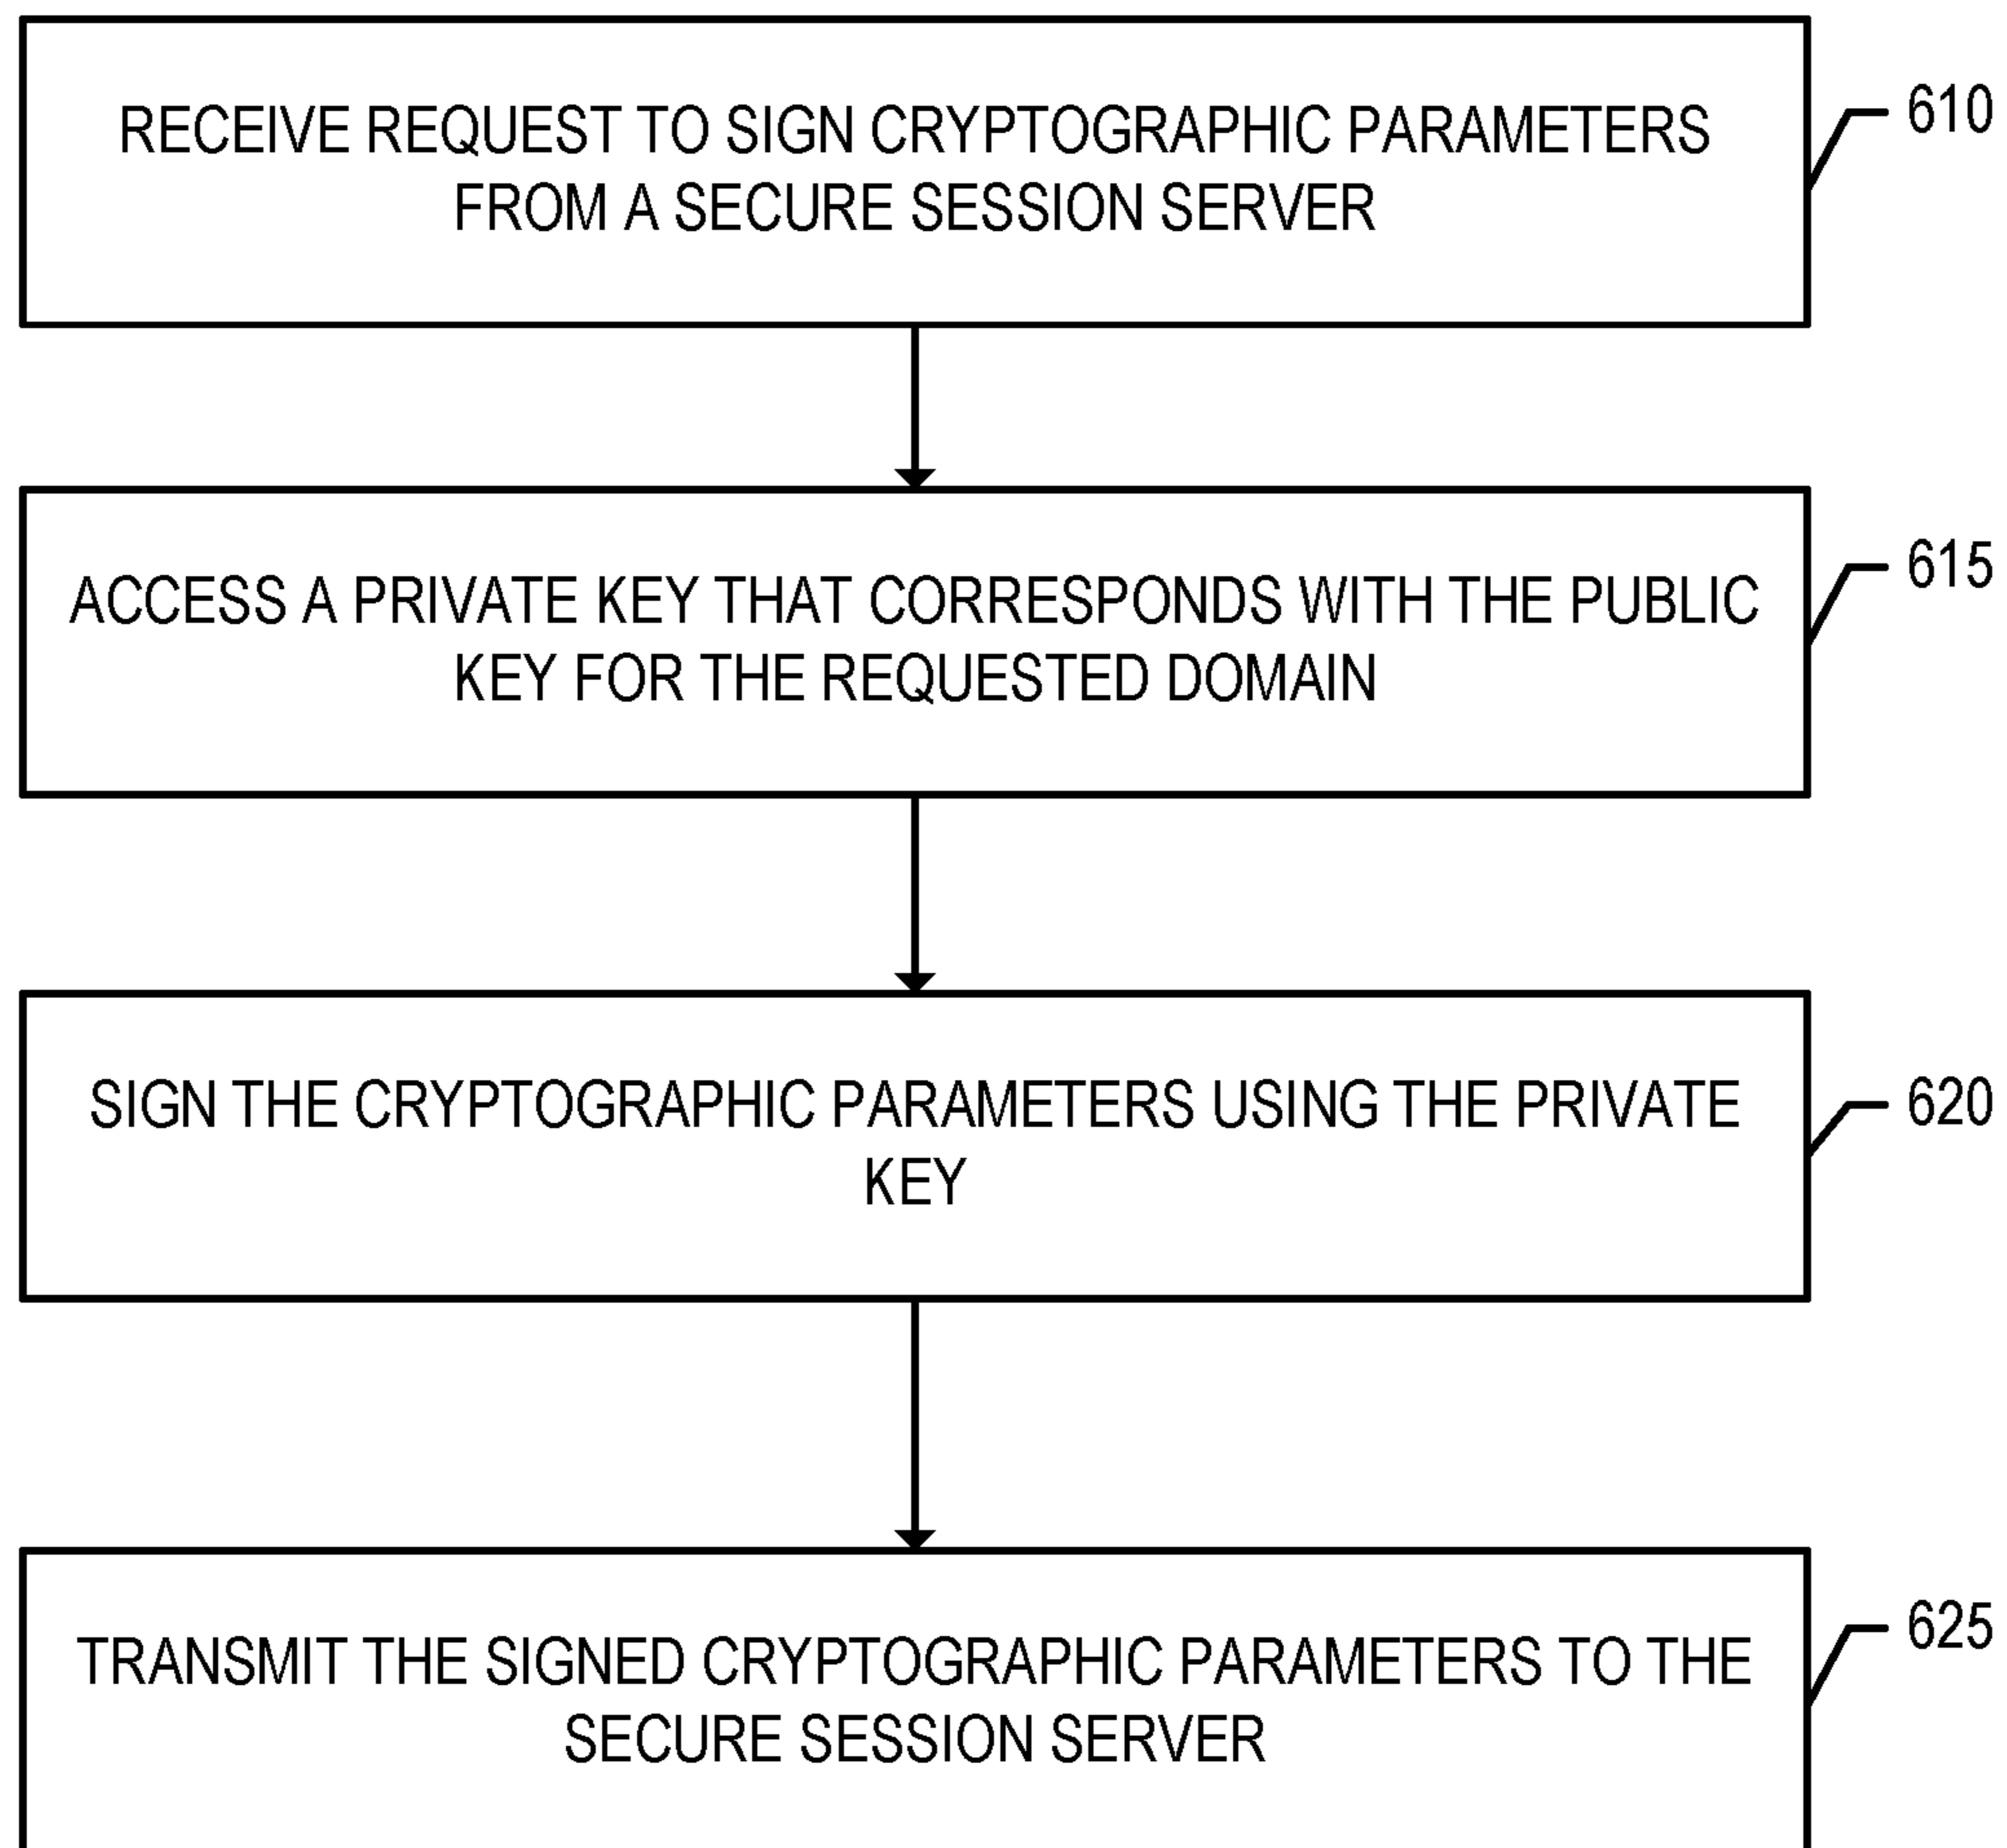 RECEIVE REQUEST TO SIGN CRYPTOGRAPHIC PARAMETERS
FROM A SECURE SESSION SERVER
610
ACCESS A PRIVATE KEY THAT CORRESPONDS WITH THE PUBLIC
KEY FOR THE REQUESTED DOMAIN
615
SIGN THE CRYPTOGRAPHIC PARAMETERS USING THE PRIVATE
KEY
620
TRANSMIT THE SIGNED CRYPTOGRAPHIC PARAMETERS TO THE
SECURE SESSION SERVER
625